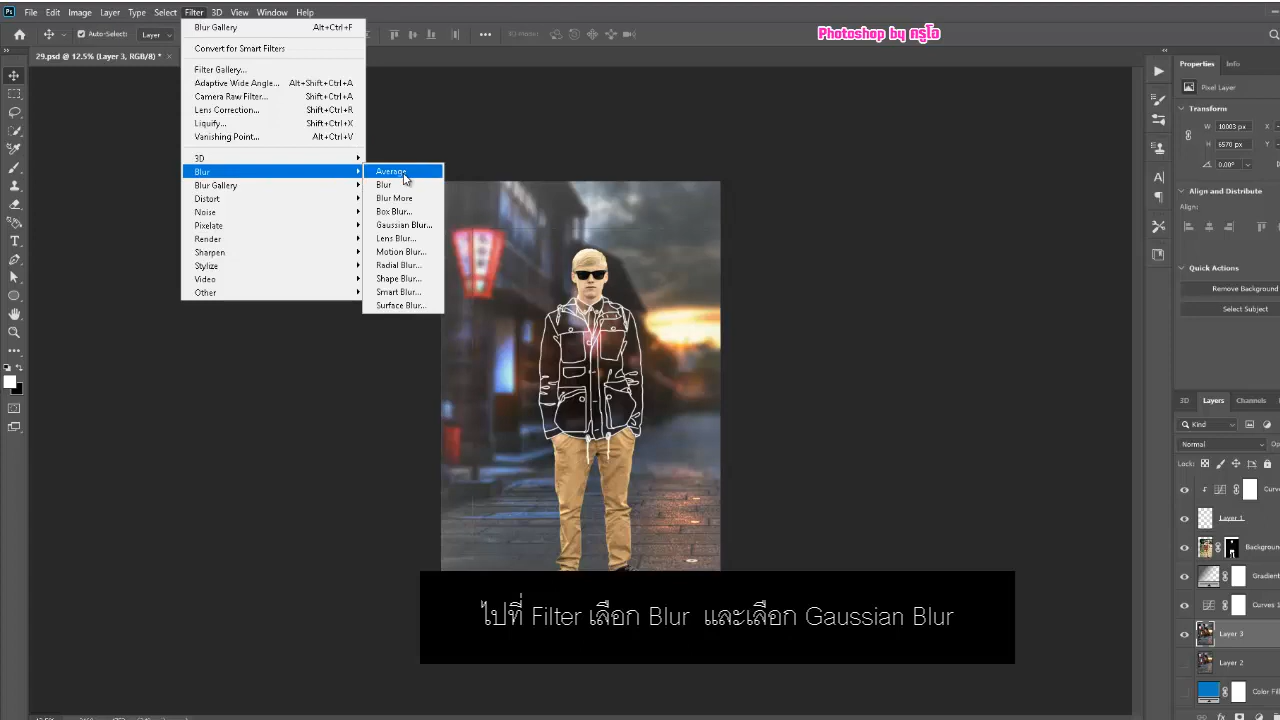 File Edit Image Layer Type Select Filter 3D View Window Help
Photoshop by ครูโอ
Auto-Select: Layer
29.psd @ 12.5% (Layer 3, RGB/8) *
Blur Gallery Alt+Ctrl+F
Convert for Smart Filters
Filter Gallery...
Adaptive Wide Angle... Alt+Shift+Ctrl+A
Camera Raw Filter... Shift+Ctrl+A
Lens Correction... Shift+Ctrl+R
Liquify... Shift+Ctrl+X
Vanishing Point... Alt+Ctrl+V
3D
Blur
Blur Gallery
Distort
Noise
Pixelate
Render
Sharpen
Stylize
Video
Other
Average
Blur
Blur More
Box Blur...
Gaussian Blur...
Lens Blur...
Motion Blur...
Radial Blur...
Shape Blur...
Smart Blur...
Surface Blur...
Properties Info
Pixel Layer
Transform
W 10003 px X
H 6570 px Y
0.00°
Align and Distribute
Align:
Quick Actions
Remove Background
Select Subject
3D Layers Channels
Kind
Normal
Lock:
Layer 1
Background
Gradient
Curves 1
Layer 3
Layer 2
Color Fil
ไปที่ Filter เลือก Blur และเลือก Gaussian Blur